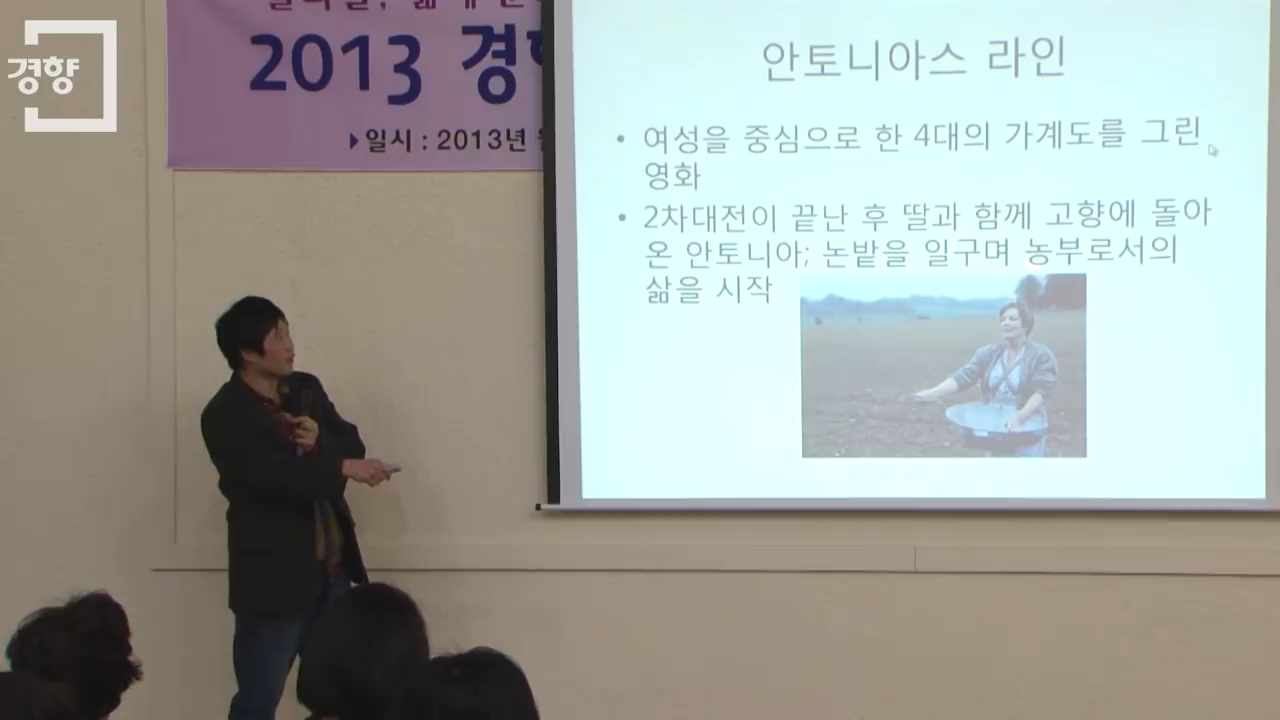 경향
2013 경향
일시 : 2013년
안토니아스 라인
• 여성을 중심으로 한 4대의 가계도를 그린
영화
• 2차대전이 끝난 후 딸과 함께 고향에 돌아
온 안토니아; 논밭을 일구며 농부로서의
삶을 시작